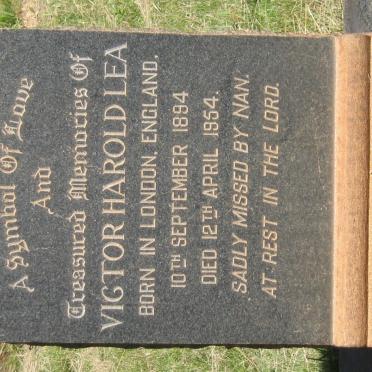 A Symbol Of Love
And
Treasured Memories Of
VICTOR HAROLD LEA
BORN IN LONDON, ENGLAND.
10TH SEPTEMBER 1894
DIED 12TH APRIL 1954.
SADLY MISSED BY NAN.
AT REST IN THE LORD.